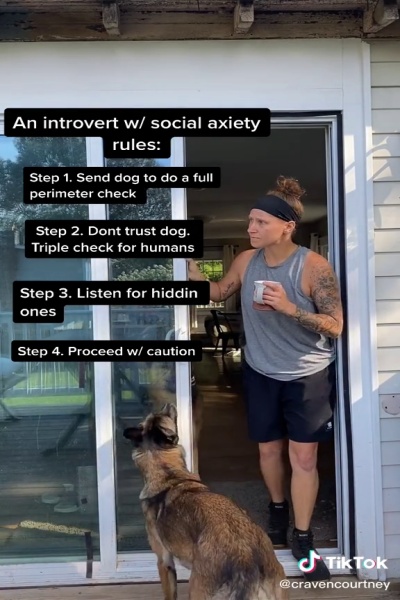 An introvert w/ social axiety
rules:
Step 1. Send dog to do a full
perimeter check
Step 2. Dont trust dog.
Triple check for humans
Step 3. Listen for hiddin
ones
Step 4. Proceed w/ caution
TikTok
@cravencourtney